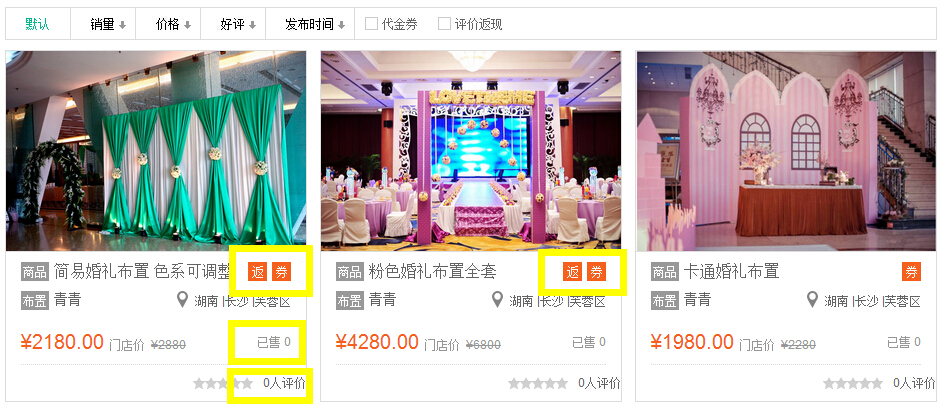 默认 销量 价格 好评 发布时间 代金券 评价返现
LOVE TIME
商品 简易婚礼布置 色系可调整 返 券
布置 青青 湖南 |长沙 |芙蓉区
¥2180.00 门店价 ¥2880 已售 0
0人评价
商品 粉色婚礼布置全套 返 券
布置 青青 湖南 |长沙 |芙蓉区
¥4280.00 门店价 ¥6800 已售 0
0人评价
商品 卡通婚礼布置 券
布置 青青 湖南 |长沙 |芙蓉区
¥1980.00 门店价 ¥2280 已售 0
0人评价